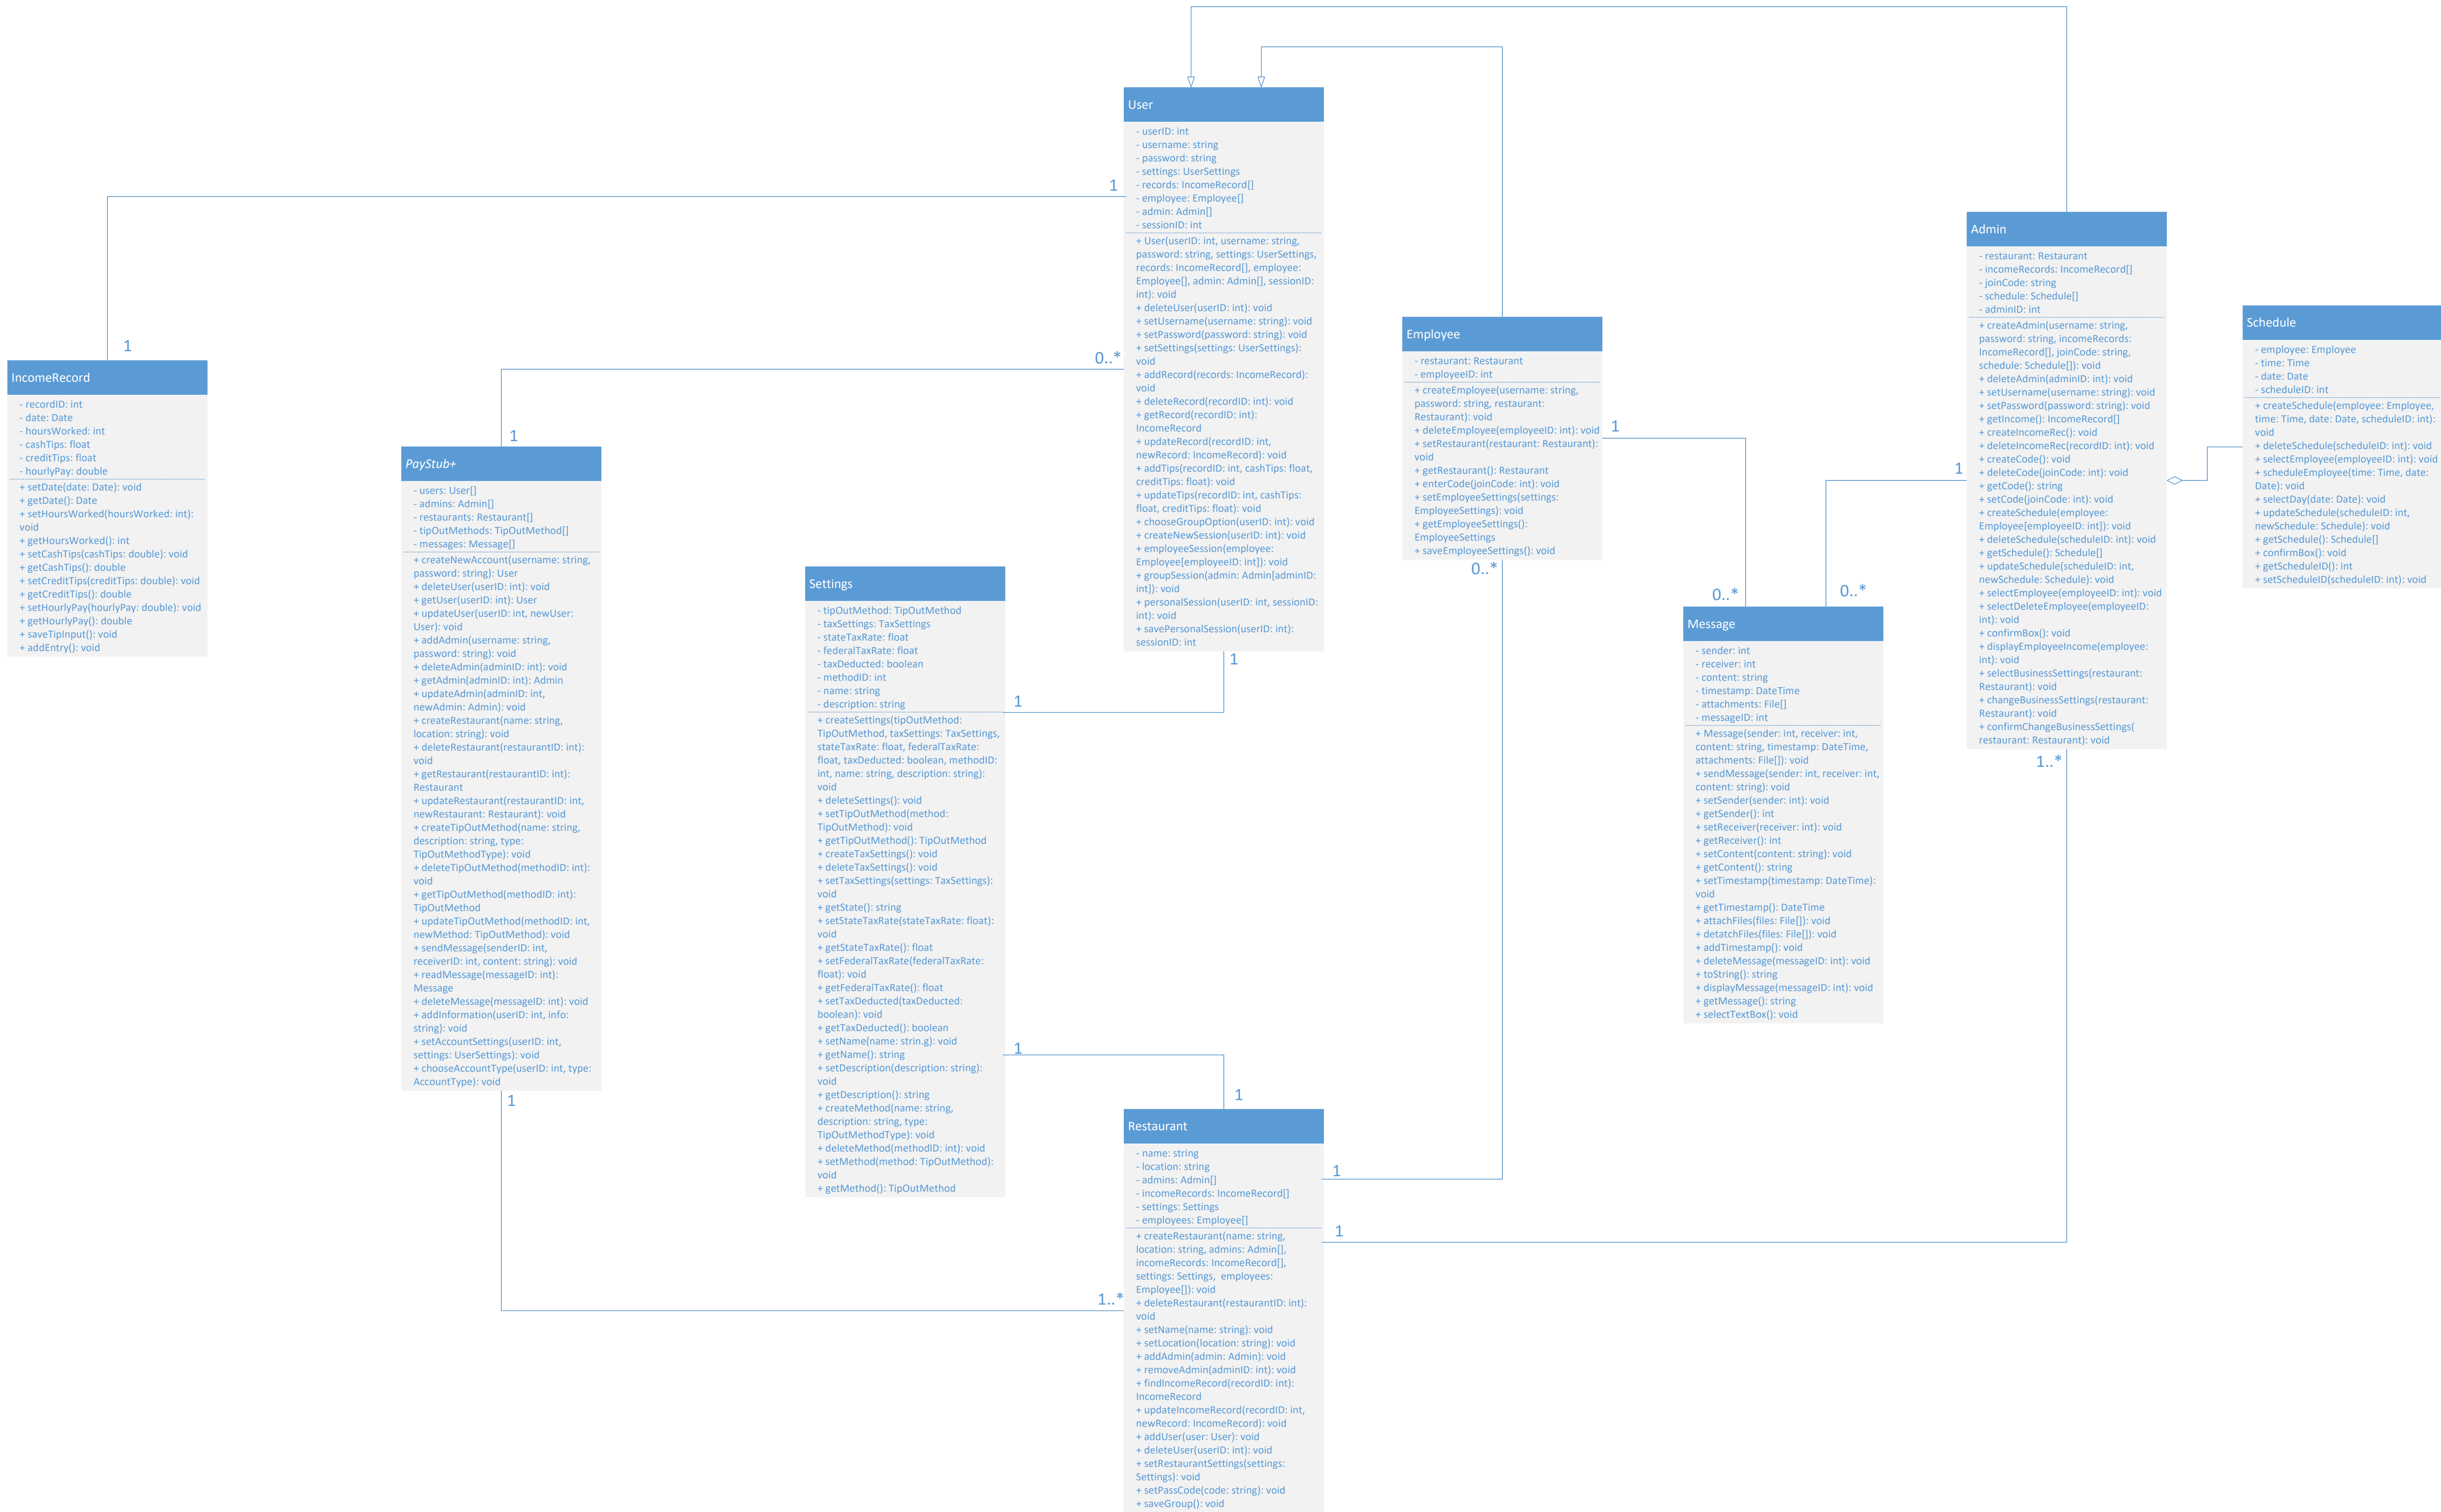 User
- userID: int
- username: string
- password: string
- settings: UserSettings
- records: IncomeRecord[]
- employee: Employee[]
- admin: Admin[]
- sessionID: int
+ User(userID: int, username: string,
password: string, settings: UserSettings,
records: IncomeRecord[], employee:
Employee[], admin: Admin[], sessionID:
int): void
+ deleteUser(userID: int): void
+ setUsername(username: string): void
+ setPassword(password: string): void
+ setSettings(settings: UserSettings):
void
+ addRecord(records: IncomeRecord):
void
+ deleteRecord(recordID: int): void
+ getRecord(recordID: int):
IncomeRecord
+ updateRecord(recordID: int,
newRecord: IncomeRecord): void
+ addTips(recordID: int, cashTips: float,
creditTips: float): void
+ updateTips(recordID: int, cashTips:
float, creditTips: float): void
+ chooseGroupOption(userID: int): void
+ createNewSession(userID: int): void
+ employeeSession(employee:
Employee[employeeID: int]): void
+ groupSession(admin: Admin[adminID:
int]): void
+ personalSession(userID: int, sessionID:
int): void
+ savePersonalSession(userID: int):
sessionID: int
1
0..*
1
1
IncomeRecord
- recordID: int
- date: Date
- hoursWorked: int
- cashTips: float
- creditTips: float
- hourlyPay: double
+ setDate(date: Date): void
+ getDate(): Date
+ setHoursWorked(hoursWorked: int):
void
+ getHoursWorked(): int
+ setCashTips(cashTips: double): void
+ getCashTips(): double
+ setCreditTips(creditTips: double): void
+ getCreditTips(): double
+ setHourlyPay(hourlyPay: double): void
+ getHourlyPay(): double
+ saveTipInput(): void
+ addEntry(): void
1
PayStub+
- users: User[]
- admins: Admin[]
- restaurants: Restaurant[]
- tipOutMethods: TipOutMethod[]
- messages: Message[]
+ createNewAccount(username: string,
password: string): User
+ deleteUser(userID: int): void
+ getUser(userID: int): User
+ updateUser(userID: int, newUser:
User): void
+ addAdmin(username: string,
password: string): void
+ deleteAdmin(adminID: int): void
+ getAdmin(adminID: int): Admin
+ updateAdmin(adminID: int,
newAdmin: Admin): void
+ createRestaurant(name: string,
location: string): void
+ deleteRestaurant(restaurantID: int):
void
+ getRestaurant(restaurantID: int):
Restaurant
+ updateRestaurant(restaurantID: int,
newRestaurant: Restaurant): void
+ createTipOutMethod(name: string,
description: string, type:
TipOutMethodType): void
+ deleteTipOutMethod(methodID: int):
void
+ getTipOutMethod(methodID: int):
TipOutMethod
+ updateTipOutMethod(methodID: int,
newMethod: TipOutMethod): void
+ sendMessage(senderID: int,
receiverID: int, content: string): void
+ readMessage(messageID: int):
Message
+ deleteMessage(messageID: int): void
+ addInformation(userID: int, info:
string): void
+ setAccountSettings(userID: int,
settings: UserSettings): void
+ chooseAccountType(userID: int, type:
AccountType): void
1
Settings
- tipOutMethod: TipOutMethod
- taxSettings: TaxSettings
- stateTaxRate: float
- federalTaxRate: float
- taxDeducted: boolean
- methodID: int
- name: string
- description: string
+ createSettings(tipOutMethod:
TipOutMethod, taxSettings: TaxSettings,
stateTaxRate: float, federalTaxRate:
float, taxDeducted: boolean, methodID:
int, name: string, description: string):
void
+ deleteSettings(): void
+ setTipOutMethod(method:
TipOutMethod): void
+ getTipOutMethod(): TipOutMethod
+ createTaxSettings(): void
+ deleteTaxSettings(): void
+ setTaxSettings(settings: TaxSettings):
void
+ getState(): string
+ setStateTaxRate(stateTaxRate: float):
void
+ getStateTaxRate(): float
+ setFederalTaxRate(federalTaxRate:
float): void
+ getFederalTaxRate(): float
+ setTaxDeducted(taxDeducted:
boolean): void
+ getTaxDeducted(): boolean
+ setName(name: strin.g): void
+ getName(): string
+ setDescription(description: string):
void
+ getDescription(): string
+ createMethod(name: string,
description: string, type:
TipOutMethodType): void
+ deleteMethod(methodID: int): void
+ setMethod(method: TipOutMethod):
void
+ getMethod(): TipOutMethod
1
1
Employee
- restaurant: Restaurant
- employeeID: int
+ createEmployee(username: string,
password: string, restaurant:
Restaurant): void
+ deleteEmployee(employeeID: int): void
+ setRestaurant(restaurant: Restaurant):
void
+ getRestaurant(): Restaurant
+ enterCode(joinCode: int): void
+ setEmployeeSettings(settings:
EmployeeSettings): void
+ getEmployeeSettings():
EmployeeSettings
+ saveEmployeeSettings(): void
1
0..*
0..*
0..*
Message
- sender: int
- receiver: int
- content: string
- timestamp: DateTime
- attachments: File[]
- messageID: int
+ Message(sender: int, receiver: int,
content: string, timestamp: DateTime,
attachments: File[]): void
+ sendMessage(sender: int, receiver: int,
content: string): void
+ setSender(sender: int): void
+ getSender(): int
+ setReceiver(receiver: int): void
+ getReceiver(): int
+ setContent(content: string): void
+ getContent(): string
+ setTimestamp(timestamp: DateTime):
void
+ getTimestamp(): DateTime
+ attachFiles(files: File[]): void
+ detatchFiles(files: File[]): void
+ addTimestamp(): void
+ deleteMessage(messageID: int): void
+ toString(): string
+ displayMessage(messageID: int): void
+ getMessage(): string
+ selectTextBox(): void
Admin
- restaurant: Restaurant
- incomeRecords: IncomeRecord[]
- joinCode: string
- schedule: Schedule[]
- adminID: int
+ createAdmin(username: string,
password: string, incomeRecords:
IncomeRecord[], joinCode: string,
schedule: Schedule[]): void
+ deleteAdmin(adminID: int): void
+ setUsername(username: string): void
+ setPassword(password: string): void
+ getIncome(): IncomeRecord[]
+ createIncomeRec(): void
+ deleteIncomeRec(recordID: int): void
+ createCode(): void
+ deleteCode(joinCode: int): void
+ getCode(): string
+ setCode(joinCode: int): void
+ createSchedule(employee:
Employee[employeeID: int]): void
+ deleteSchedule(scheduleID: int): void
+ getSchedule(): Schedule[]
+ updateSchedule(scheduleID: int,
newSchedule: Schedule): void
+ selectEmployee(employeeID: int): void
+ selectDeleteEmployee(employeeID:
int): void
+ confirmBox(): void
+ displayEmployeeIncome(employee:
int): void
+ selectBusinessSettings(restaurant:
Restaurant): void
+ changeBusinessSettings(restaurant:
Restaurant): void
+ confirmChangeBusinessSettings(
restaurant: Restaurant): void
1
1..*
Schedule
- employee: Employee
- time: Time
- date: Date
- scheduleID: int
+ createSchedule(employee: Employee,
time: Time, date: Date, scheduleID: int):
void
+ deleteSchedule(scheduleID: int): void
+ selectEmployee(employeeID: int): void
+ scheduleEmployee(time: Time, date:
Date): void
+ selectDay(date: Date): void
+ updateSchedule(scheduleID: int,
newSchedule: Schedule): void
+ getSchedule(): Schedule[]
+ confirmBox(): void
+ getScheduleID(): int
+ setScheduleID(scheduleID: int): void
1
Restaurant
- name: string
- location: string
- admins: Admin[]
- incomeRecords: IncomeRecord[]
- settings: Settings
- employees: Employee[]
+ createRestaurant(name: string,
location: string, admins: Admin[],
incomeRecords: IncomeRecord[],
settings: Settings, employees:
Employee[]): void
+ deleteRestaurant(restaurantID: int):
void
+ setName(name: string): void
+ setLocation(location: string): void
+ addAdmin(admin: Admin): void
+ removeAdmin(adminID: int): void
+ findIncomeRecord(recordID: int):
IncomeRecord
+ updateIncomeRecord(recordID: int,
newRecord: IncomeRecord): void
+ addUser(user: User): void
+ deleteUser(userID: int): void
+ setRestaurantSettings(settings:
Settings): void
+ setPassCode(code: string): void
+ saveGroup(): void
1
1
1..*